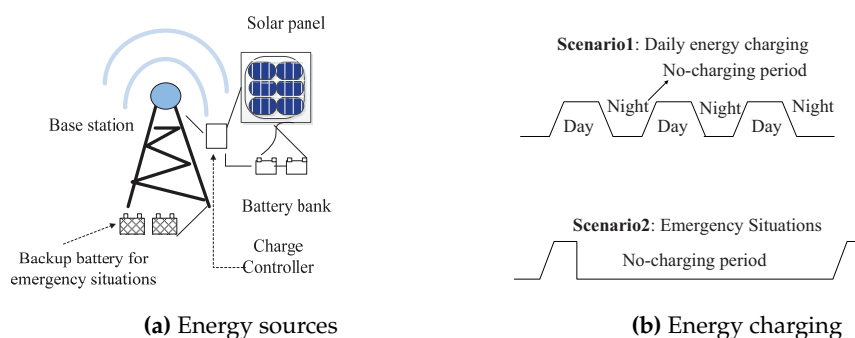 Solar panel
Base station
Battery bank
Backup battery for
emergency situations
Charge
Controller
(a) Energy sources
Scenario1: Daily energy charging
No-charging period
Night
Night
Night
Day
Day
Day
Scenario2: Emergency Situations
No-charging period
(b) Energy charging